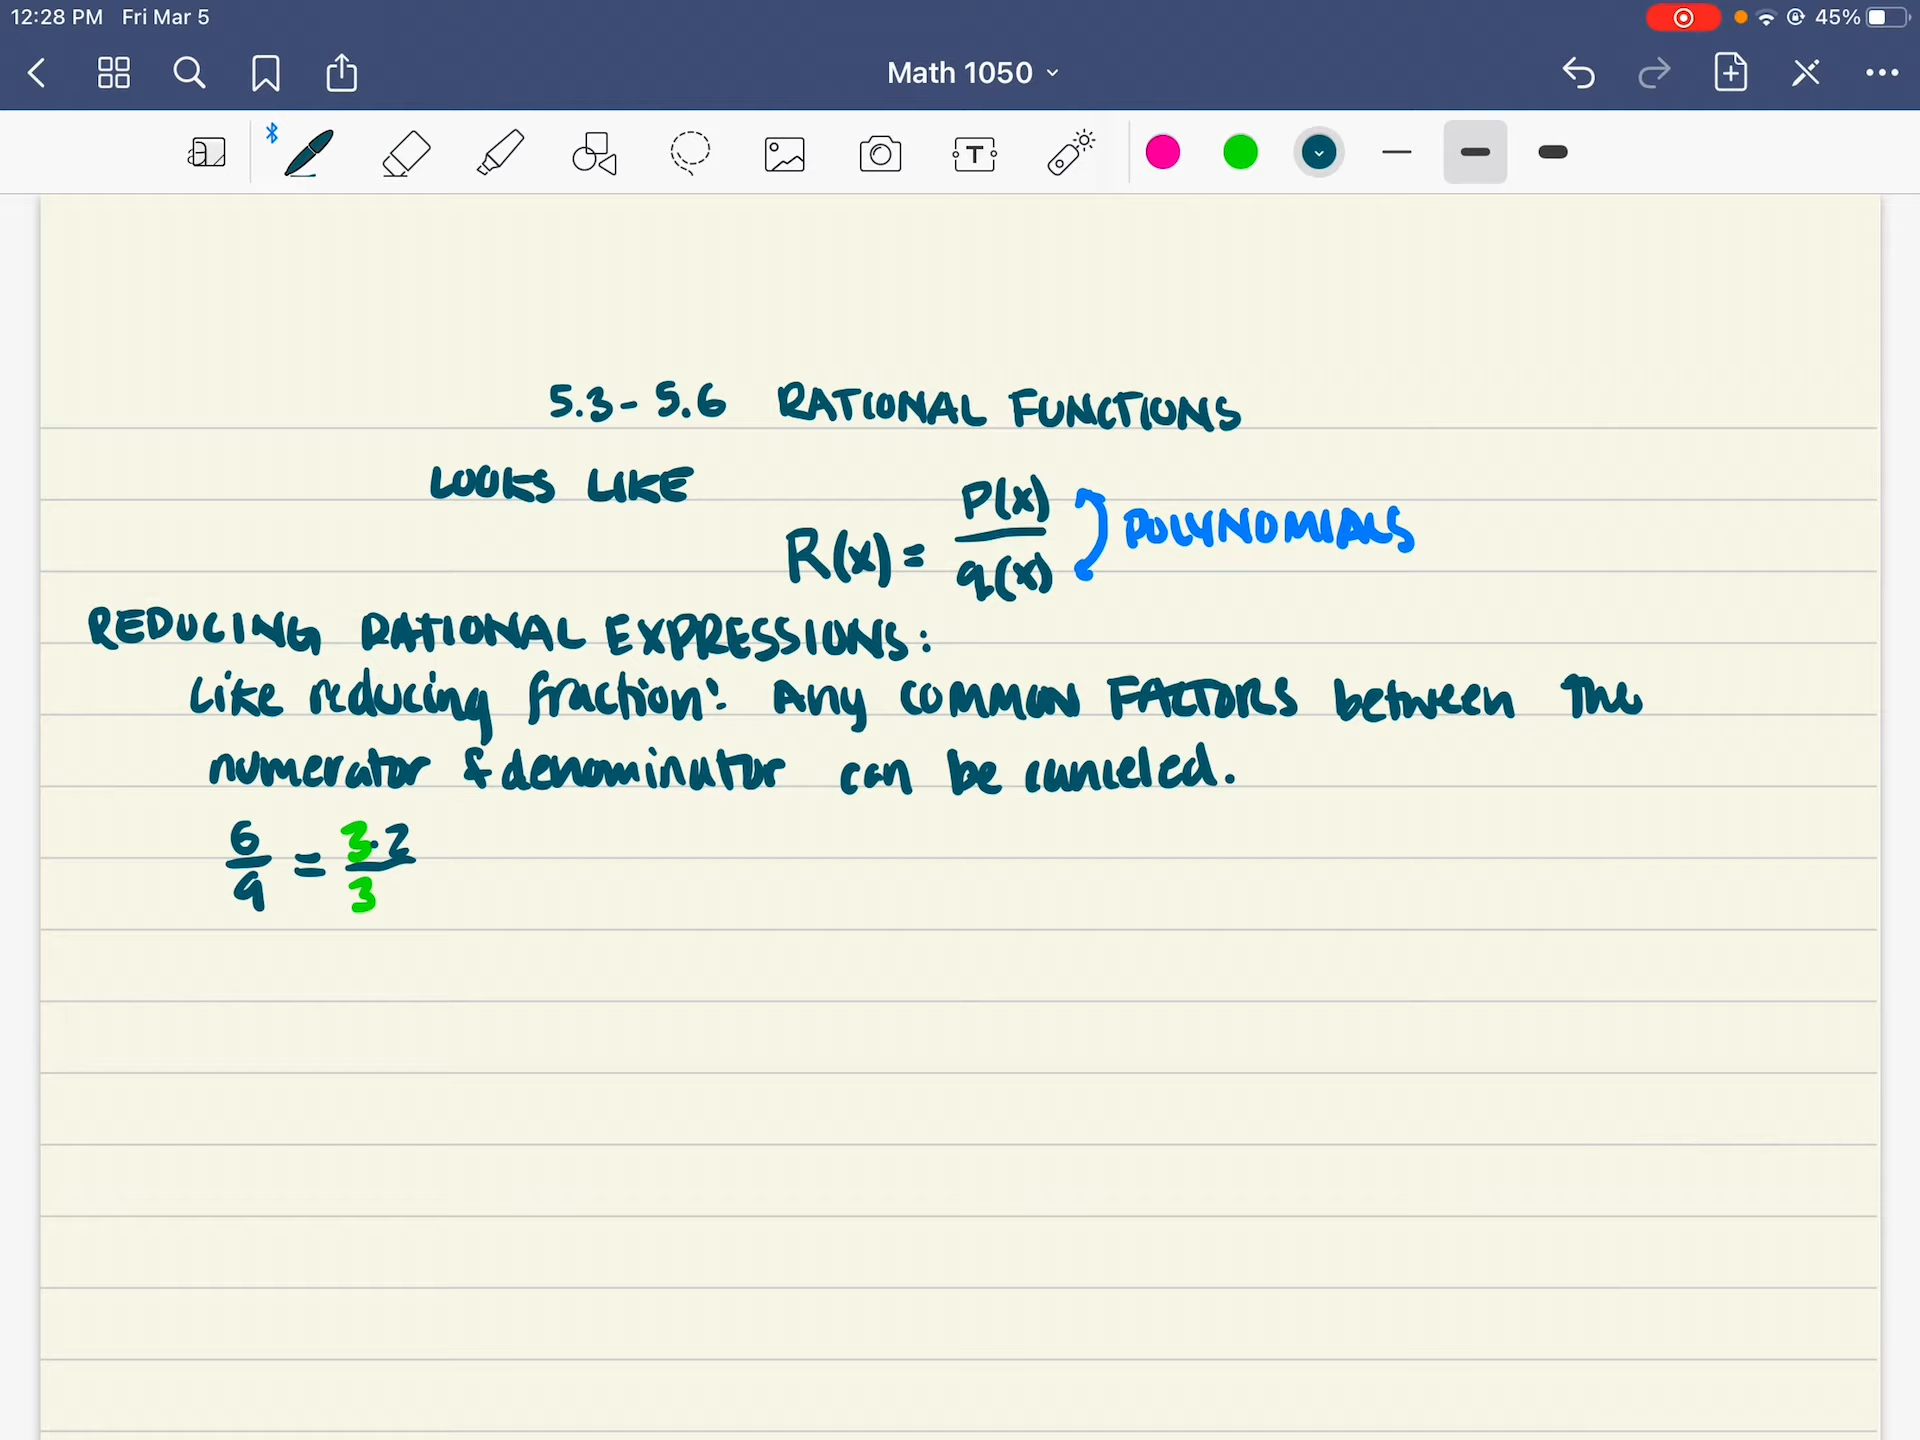 12:28 PM Fri Mar 5
45%
Math 1050
5.3-5.6 RATIONAL FUNCTIONS
LOOKS LIKE
R(x) = P(x)/q(x) POLYNOMIALS
REDUCING RATIONAL EXPRESSIONS:
Like reducing fraction: Any COMMON FACTORS between the
numerator & denominator can be canceled.
6/9 = 3·2/3